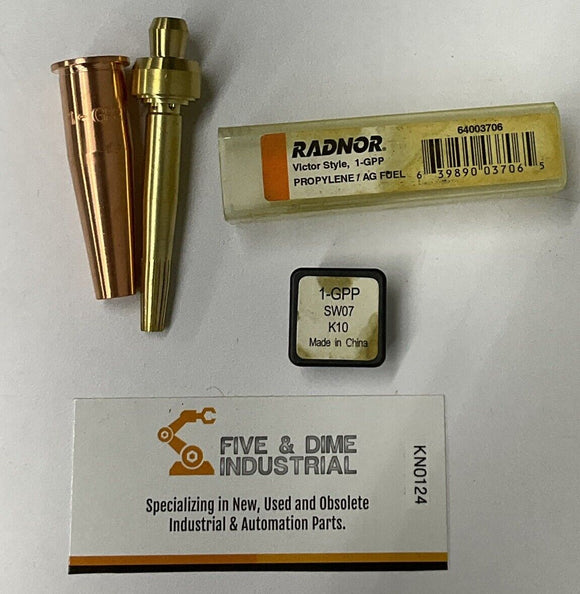 RADNOR®
Victor Style, 1-GPP
PROPYLENE / AG FUEL
64003706
6 39890 03706 5
1-GPP
SW07
K10
Made in China
FIVE & DIME
INDUSTRIAL
Specializing in New, Used and Obsolete
Industrial & Automation Parts.
KN0124